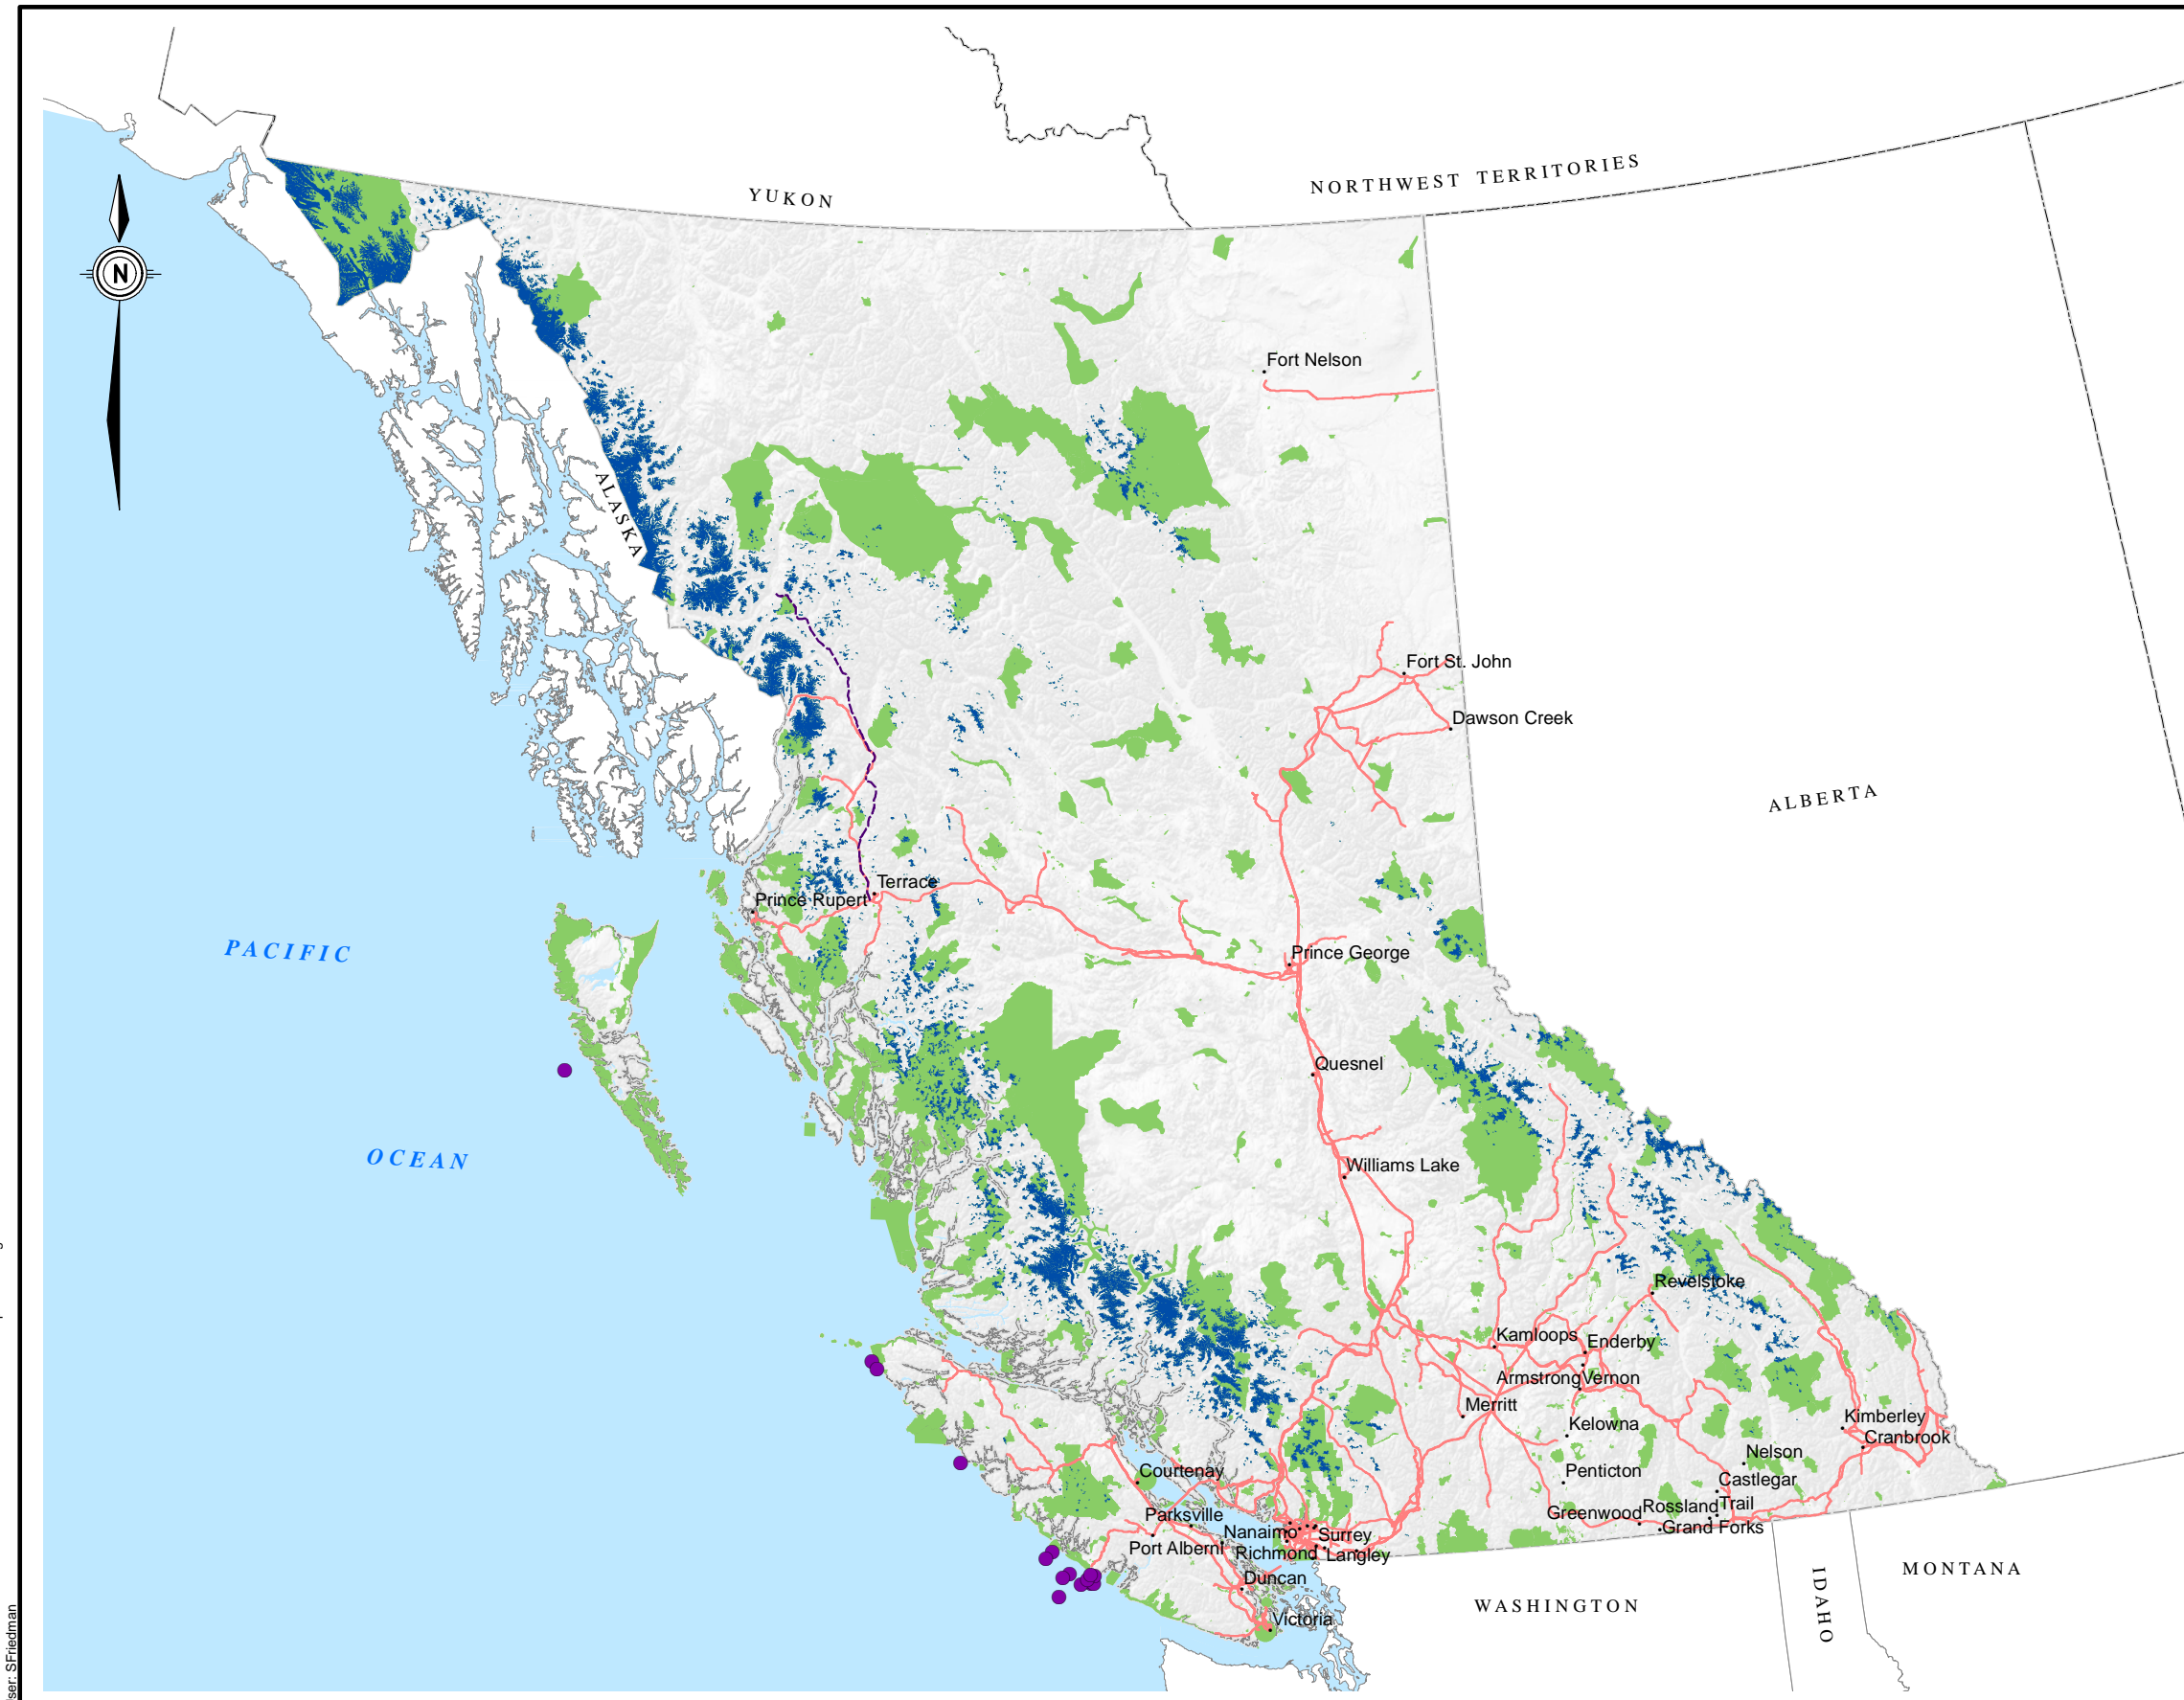 YUKON
NORTHWEST TERRITORIES
N
Fort Nelson
ALASKA
Fort St. John
Dawson Creek
ALBERTA
Terrace
Prince Rupert
PACIFIC
Prince George
Quesnel
OCEAN
Williams Lake
Revelstoke
Kamloops
Enderby
Armstrong
Vernon
Merritt
Kelowna
Kimberley
Cranbrook
Nelson
Penticton
Castlegar
Courtenay
Greenwood
Rossland
Trail
Grand Forks
Parksville
Nanaimo
Surrey
Port Alberni
Richmond
Langley
Duncan
Victoria
WASHINGTON
IDAHO
MONTANA
User: SFriedman